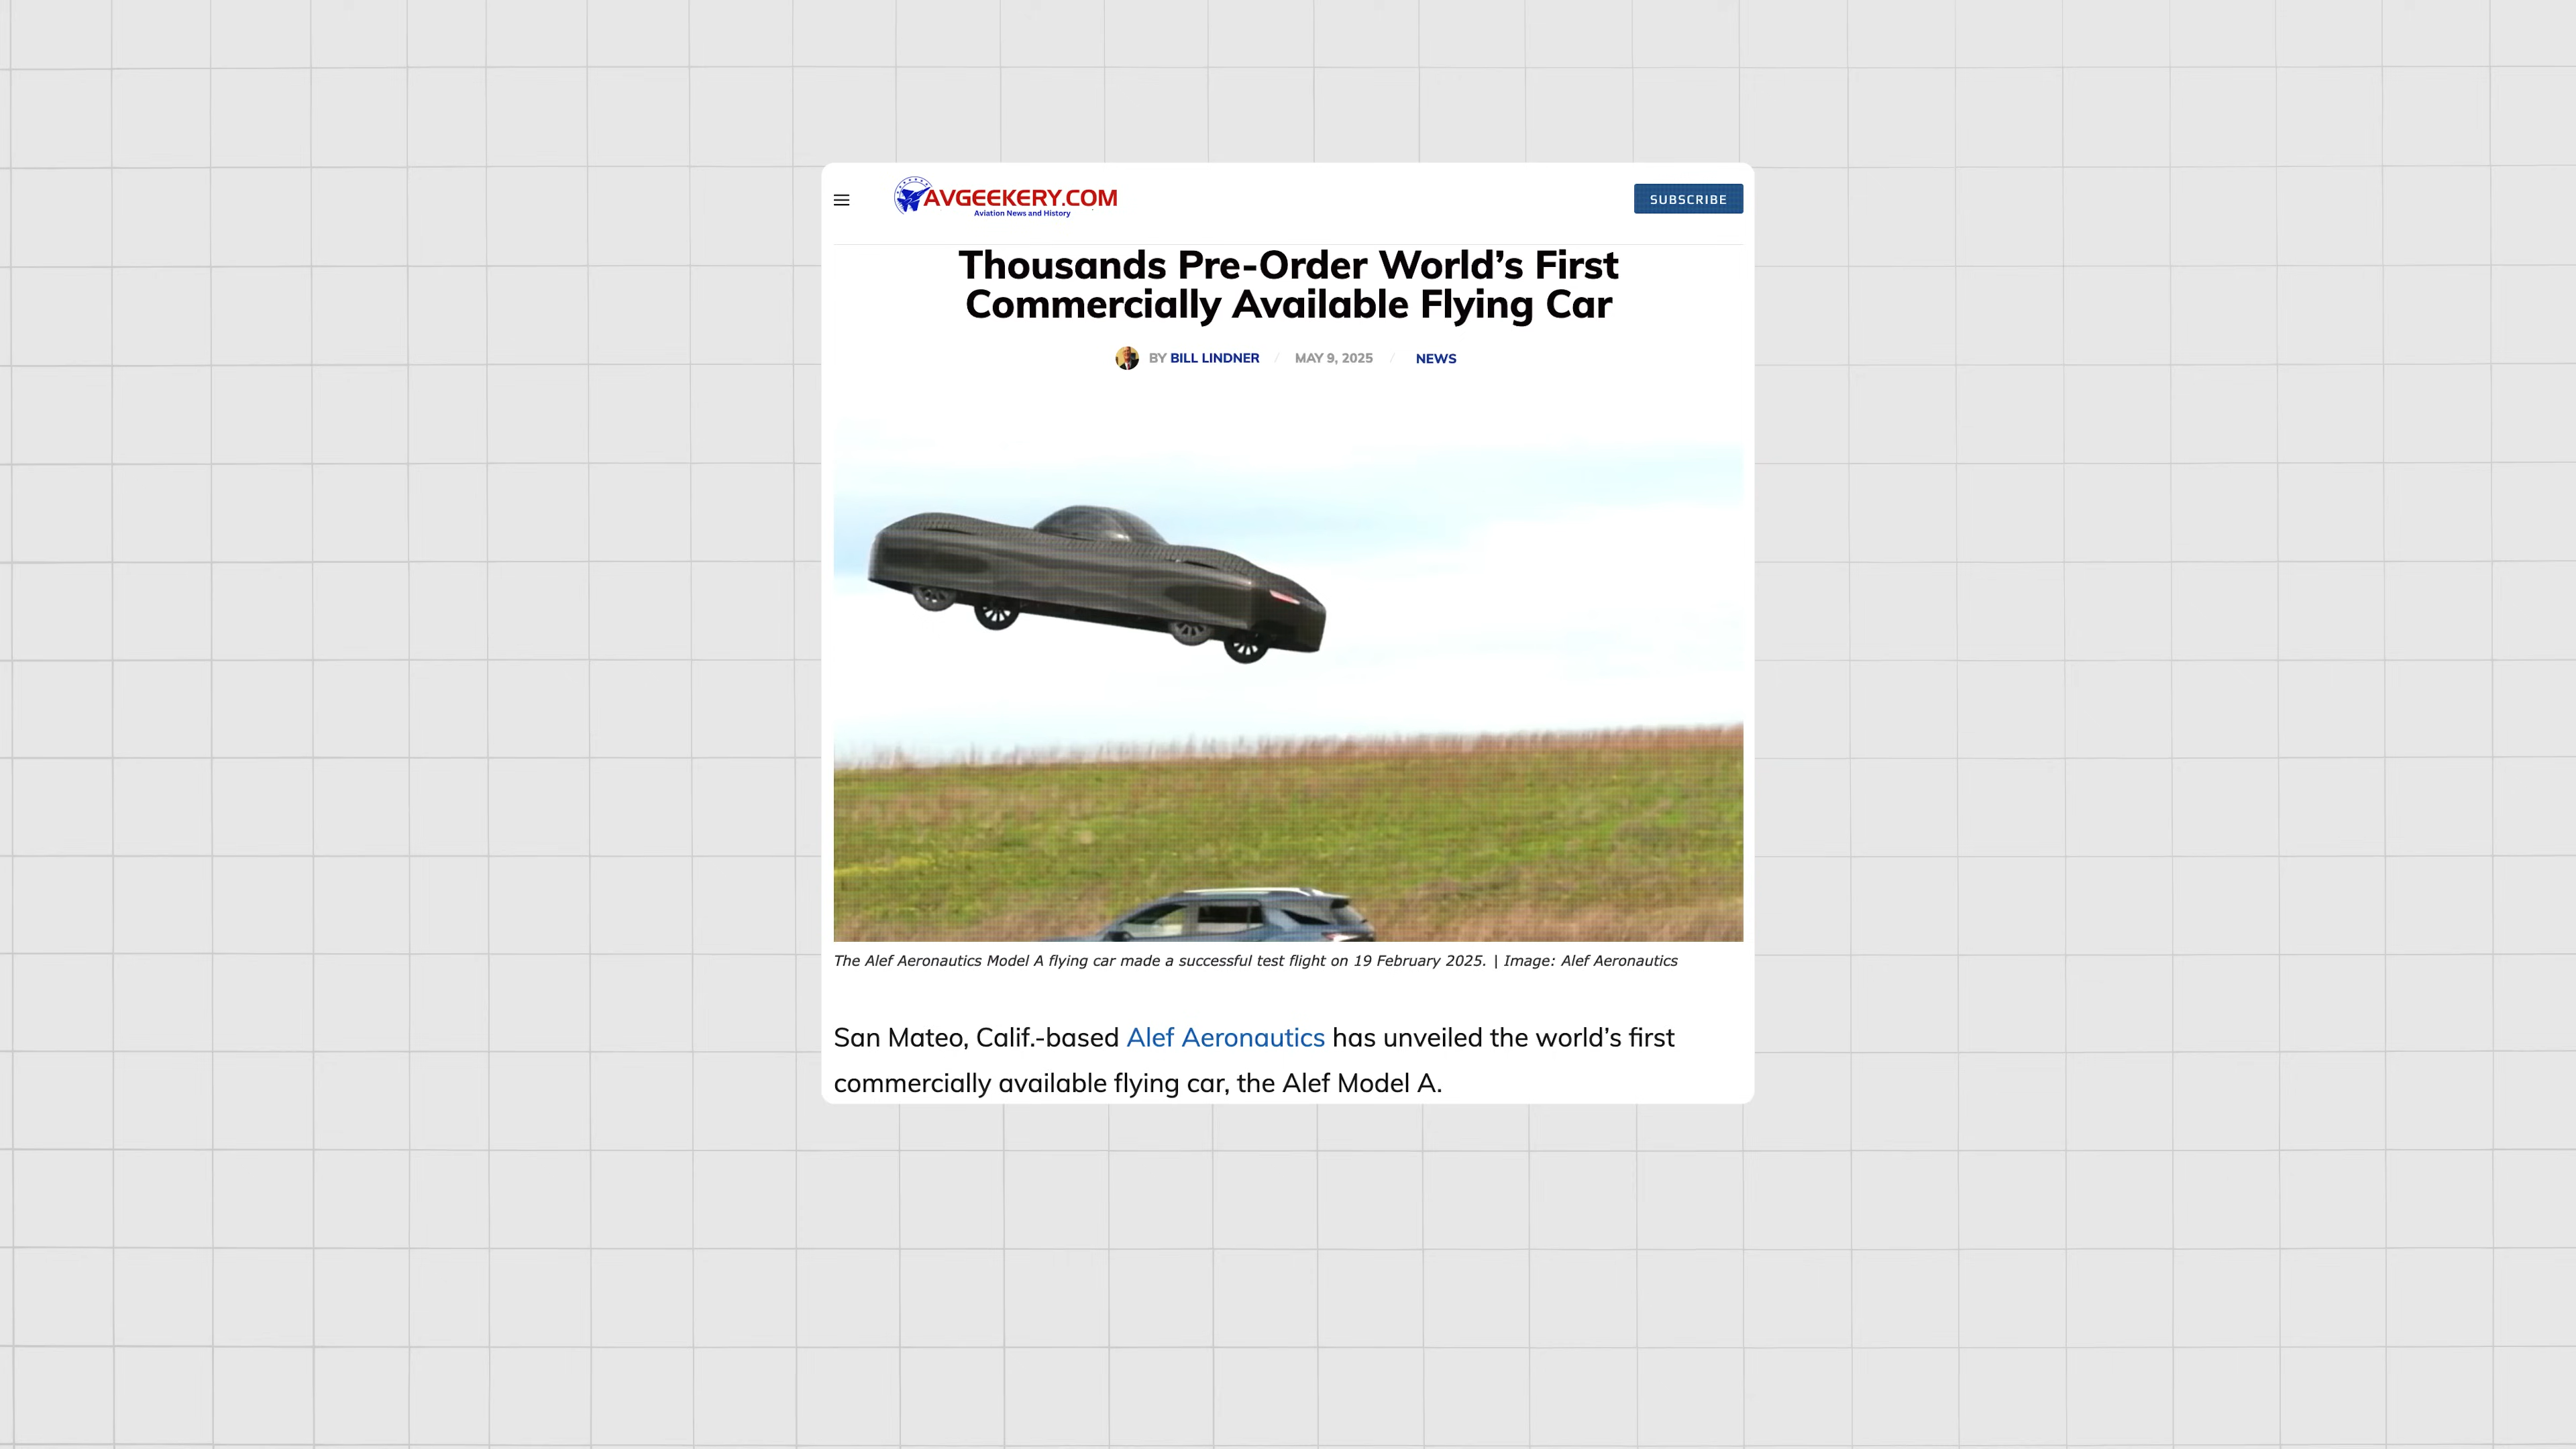 AVGEEKERY.COM
Aviation News and History
SUBSCRIBE
Thousands Pre-Order World’s First
Commercially Available Flying Car
BY BILL LINDNER / MAY 9, 2025 / NEWS
The Alef Aeronautics Model A flying car made a successful test flight on 19 February 2025. | Image: Alef Aeronautics
San Mateo, Calif.-based Alef Aeronautics has unveiled the world’s first
commercially available flying car, the Alef Model A.